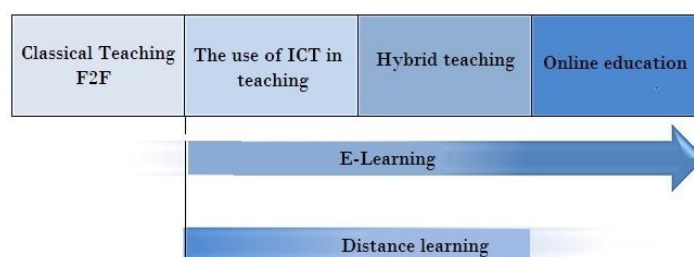 Classical Teaching
F2F
The use of ICT in
teaching
Hybrid teaching
Online education
E-Learning
Distance learning